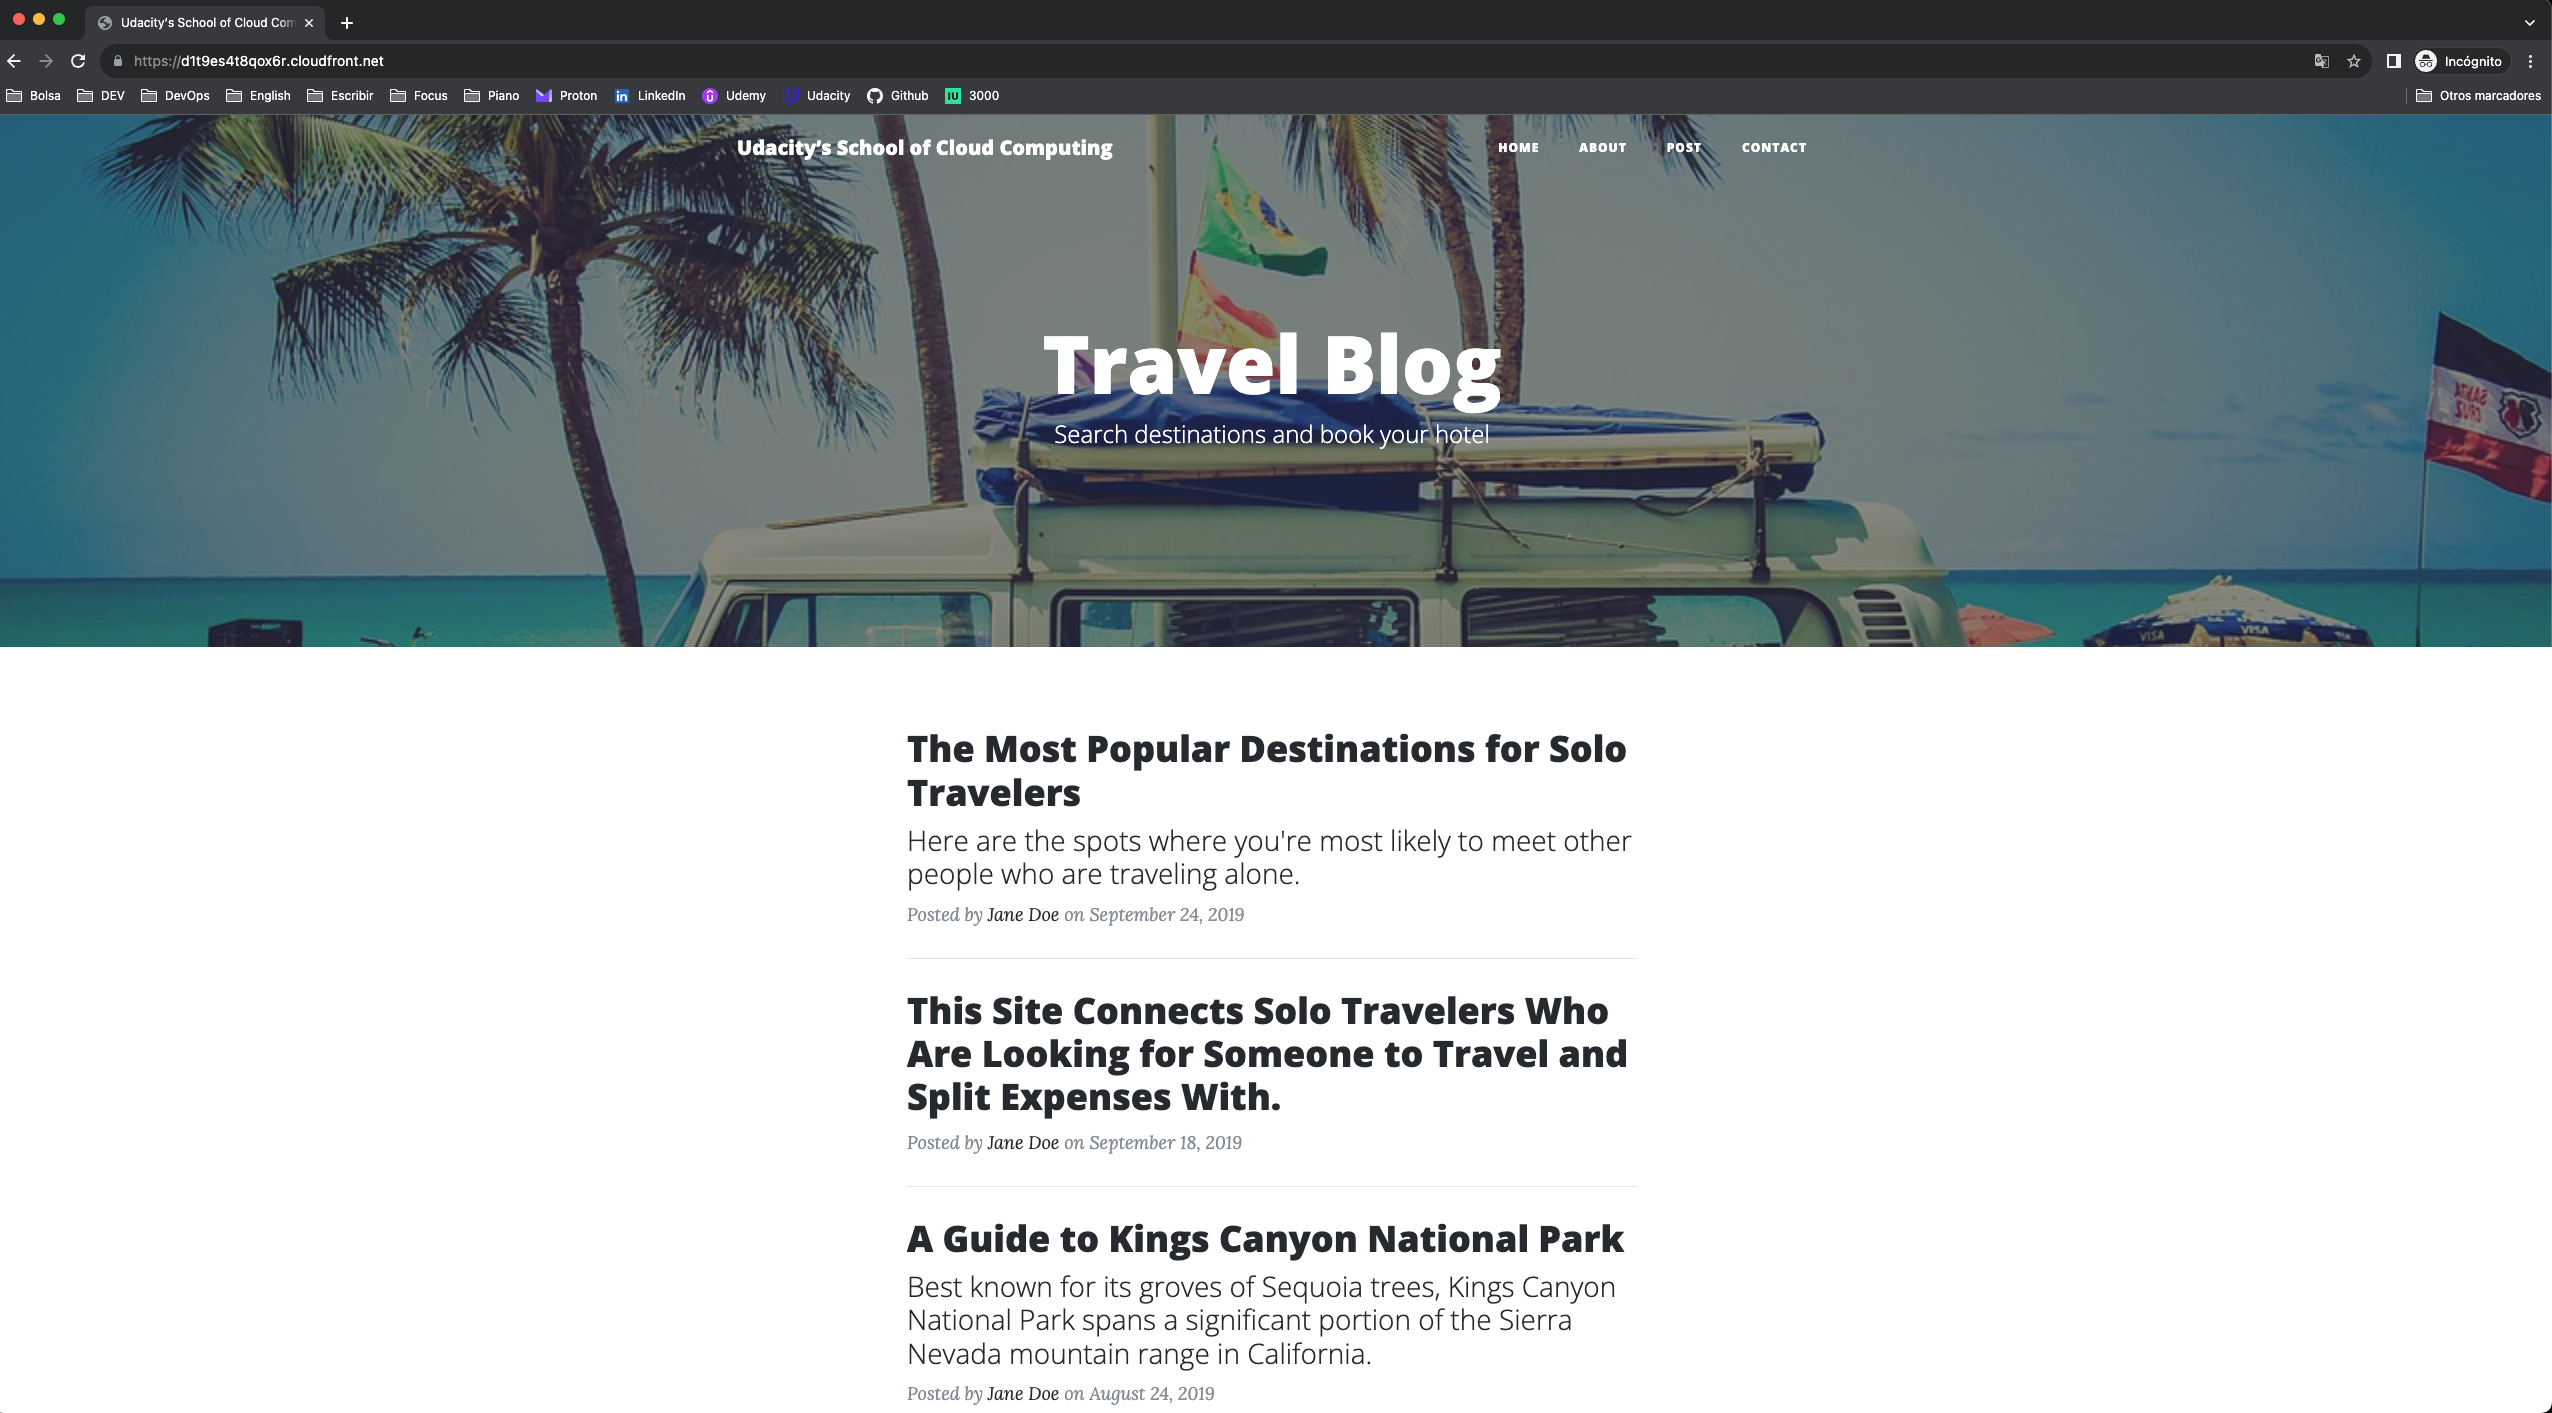 Udacity's School of Cloud Com
https://d1t9es4t8qox6r.cloudfront.net
Incógnito
Bolsa DEV DevOps English Escribir Focus Piano Proton LinkedIn Udemy Udacity Github 3000 Otros marcadores
Udacity's School of Cloud Computing
HOME ABOUT POST CONTACT
Travel Blog
Search destinations and book your hotel
SANTA
CRUZ
VISA VISA
The Most Popular Destinations for Solo
Travelers
Here are the spots where you're most likely to meet other
people who are traveling alone.
Posted by Jane Doe on September 24, 2019
This Site Connects Solo Travelers Who
Are Looking for Someone to Travel and
Split Expenses With.
Posted by Jane Doe on September 18, 2019
A Guide to Kings Canyon National Park
Best known for its groves of Sequoia trees, Kings Canyon
National Park spans a significant portion of the Sierra
Nevada mountain range in California.
Posted by Jane Doe on August 24, 2019